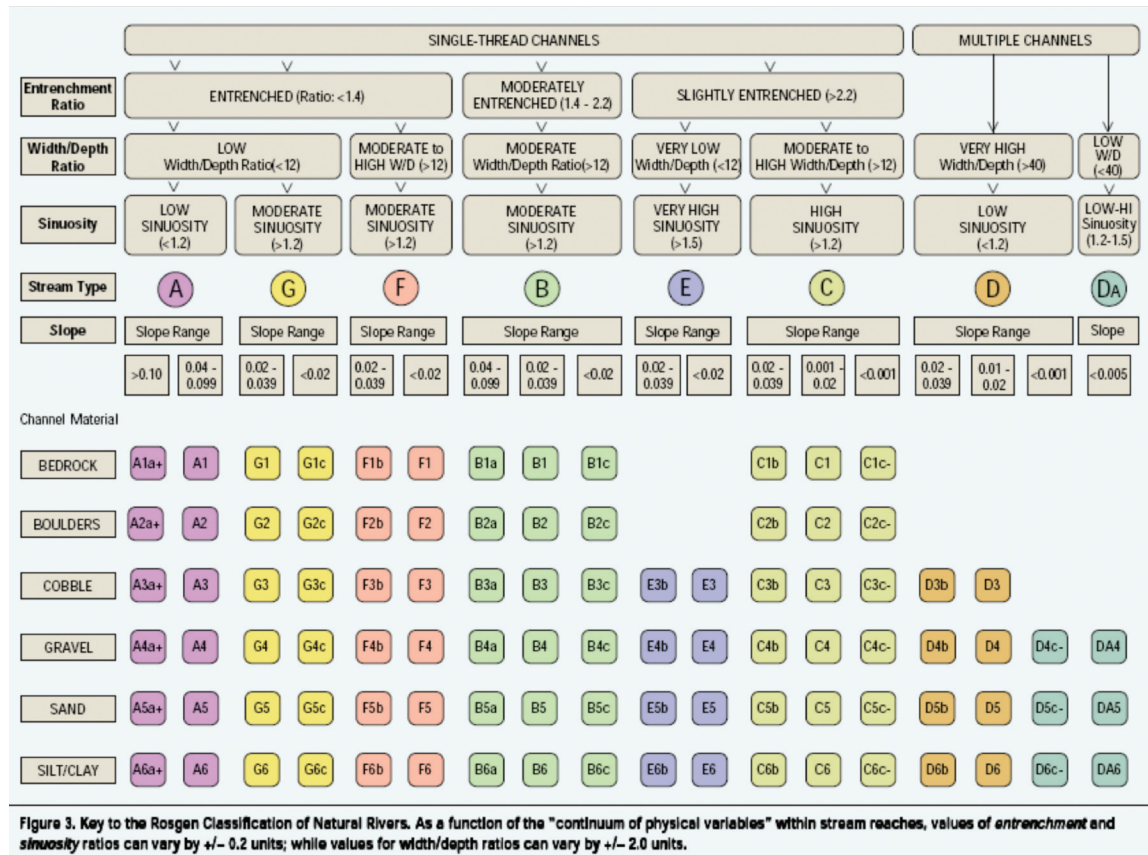 SINGLE-THREAD CHANNELS MULTIPLE CHANNELS
Entrenchment
Ratio
ENTRENCHED (Ratio: <1.4)
MODERATELY
ENTRENCHED (1.4 - 2.2)
SLIGHTLY ENTRENCHED (>2.2)
Width/Depth
Ratio
LOW
Width/Depth Ratio(<12)
MODERATE to
HIGH W/D (>12)
MODERATE
Width/Depth Ratio(>12)
VERY LOW
Width/Depth (<12)
MODERATE to
HIGH Width/Depth (>12)
VERY HIGH
Width/Depth (>40)
LOW
W/D
(<40)
Sinuosity
LOW
SINUOSITY
(<1.2)
MODERATE
SINUOSITY
(>1.2)
MODERATE
SINUOSITY
(>1.2)
MODERATE
SINUOSITY
(>1.2)
VERY HIGH
SINUOSITY
(>1.5)
HIGH
SINUOSITY
(>1.2)
LOW
SINUOSITY
(<1.2)
LOW-HI
Sinuosity
(1.2-1.5)
Stream Type A G F B E C D DA
Slope Slope Range Slope Range Slope Range Slope Range Slope Range Slope Range Slope Range Slope
>0.10
0.04 -
0.099
0.02 -
0.039
<0.02
0.02 -
0.039
<0.02
0.04 -
0.099
0.02 -
0.039
<0.02
0.02 -
0.039
<0.02
0.02 -
0.039
0.001 -
0.02
<0.001
0.02 -
0.039
0.01 -
0.02
<0.001
<0.005
Channel Material
BEDROCK A1a+ A1 G1 G1c F1b F1 B1a B1 B1c C1b C1 C1c-
BOULDERS A2a+ A2 G2 G2c F2b F2 B2a B2 B2c C2b C2 C2c-
COBBLE A3a+ A3 G3 G3c F3b F3 B3a B3 B3c E3b E3 C3b C3 C3c- D3b D3
GRAVEL A4a+ A4 G4 G4c F4b F4 B4a B4 B4c E4b E4 C4b C4 C4c- D4b D4 D4c- DA4
SAND A5a+ A5 G5 G5c F5b F5 B5a B5 B5c E5b E5 C5b C5 C5c- D5b D5 D5c- DA5
SILT/CLAY A6a+ A6 G6 G6c F6b F6 B6a B6 B6c E6b E6 C6b C6 C6c- D6b D6 D6c- DA6
Figure 3. Key to the Rosgen Classification of Natural Rivers. As a function of the "continuum of physical variables" within stream reaches, values of entrenchment and
sinuosity ratios can vary by +/- 0.2 units; while values for width/depth ratios can vary by +/- 2.0 units.